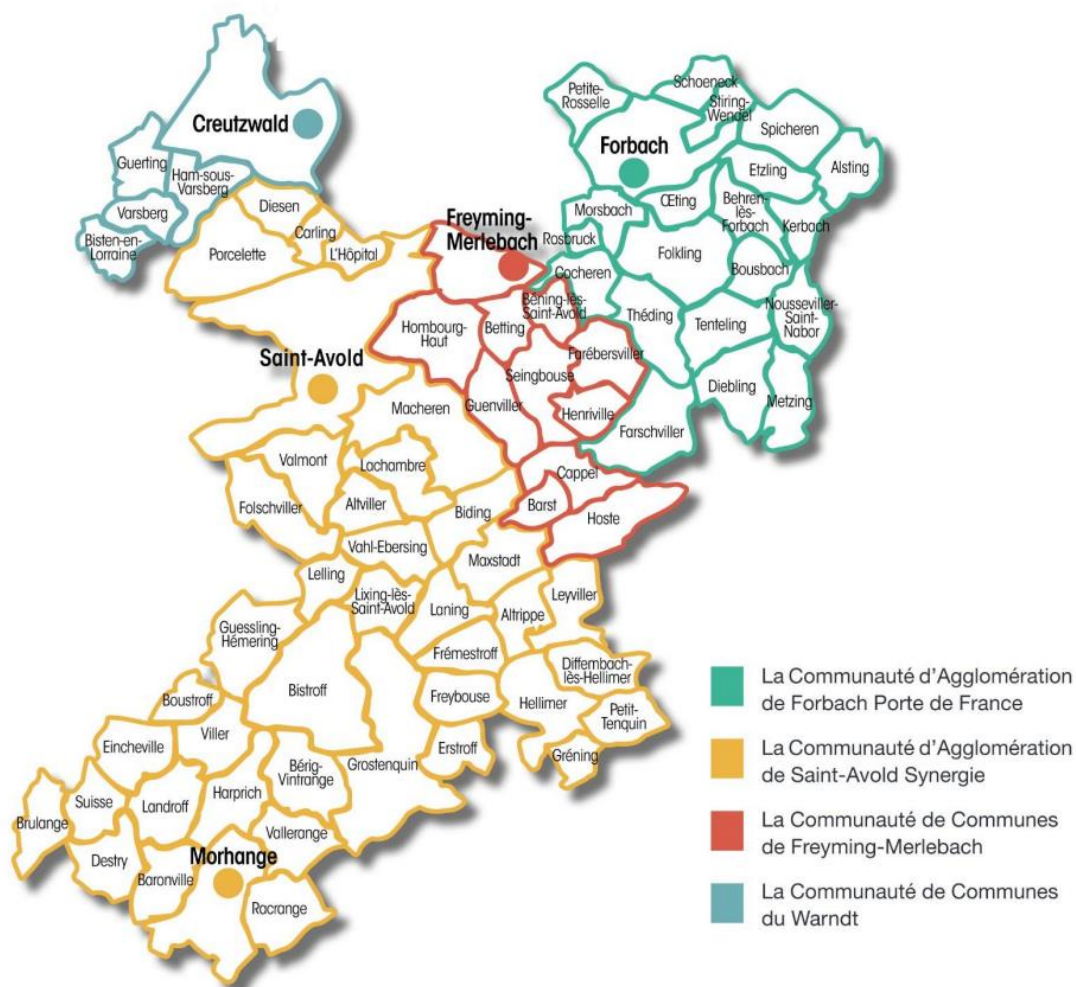 Creutzwald
Guerting
Ham-sous-
Varsberg
Varsberg
Bisten-en-
Lorraine
Diesen
Carling
Porcelette
L'Hôpital
Freyming-
Merlebach
Petite-
Rosselle
Schoeneck
Stiring-
Wendel
Spicheren
Forbach
Etzling
Alsting
Œting
Behren-
lès-
Forbach
Kerbach
Morsbach
Rosbruck
Folkling
Bousbach
Cocheren
Nousseviller-
Saint-
Nabor
Théding
Tenteling
Diebling
Metzing
Farschviller
Béning-lès-
Saint-Avold
Hombourg-
Haut
Betting
Farébersviller
Seingbouse
Guenviller
Henriville
Cappel
Barst
Hoste
Saint-Avold
Macheren
Valmont
Lachambre
Folschviller
Altviller
Biding
Vahl-Ebersing
Maxstadt
Lelling
Lixing-lès-
Saint-Avold
Laning
Altrippe
Leyviller
Guessling-
Hémering
Frémestroff
Diffembach-
lès-Hellimer
Bistroff
Freybouse
Hellimer
Petit-
Tenquin
Boustroff
Viller
Erstroff
Gréning
Eincheville
Bérig-
Vintrange
Grostenquin
Suisse
Landroff
Harprich
Brulange
Vallerange
Destry
Baronville
Morhange
Racrange
La Communauté d'Agglomération
de Forbach Porte de France
La Communauté d'Agglomération
de Saint-Avold Synergie
La Communauté de Communes
de Freyming-Merlebach
La Communauté de Communes
du Warndt